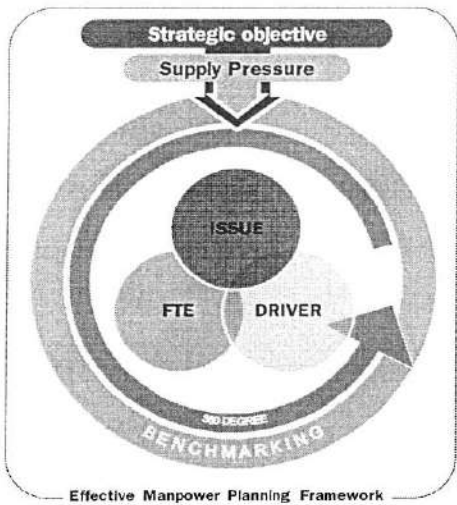 Strategic objective
Supply Pressure
ISSUE
FTE
DRIVER
360 DEGREE
BENCHMARKING
Effective Manpower Planning Framework